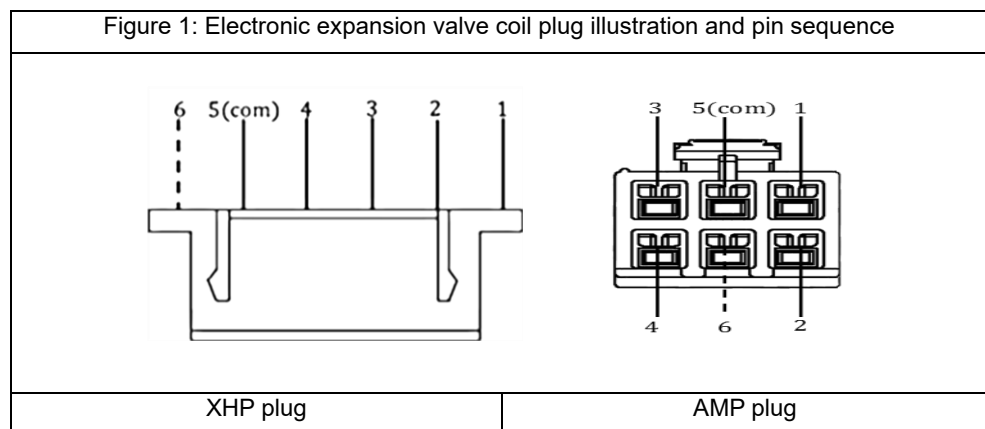 Figure 1: Electronic expansion valve coil plug illustration and pin sequence
6 5(com) 4 3 2 1
3 5(com) 1
4 6 2
XHP plug
AMP plug